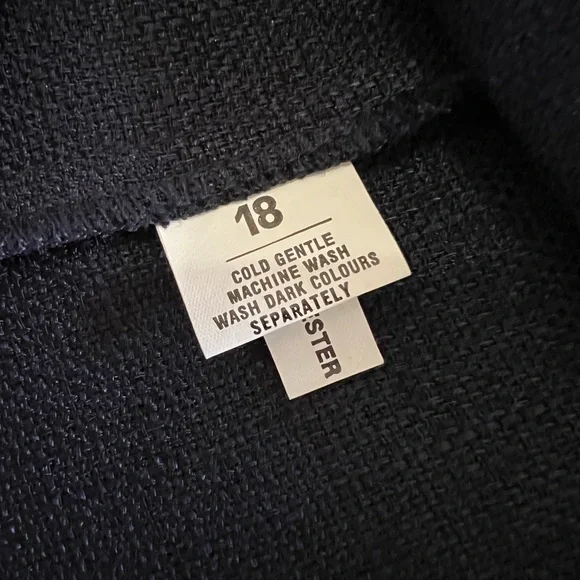 18
COLD GENTLE
MACHINE WASH
WASH DARK COLOURS
SEPARATELY
STER